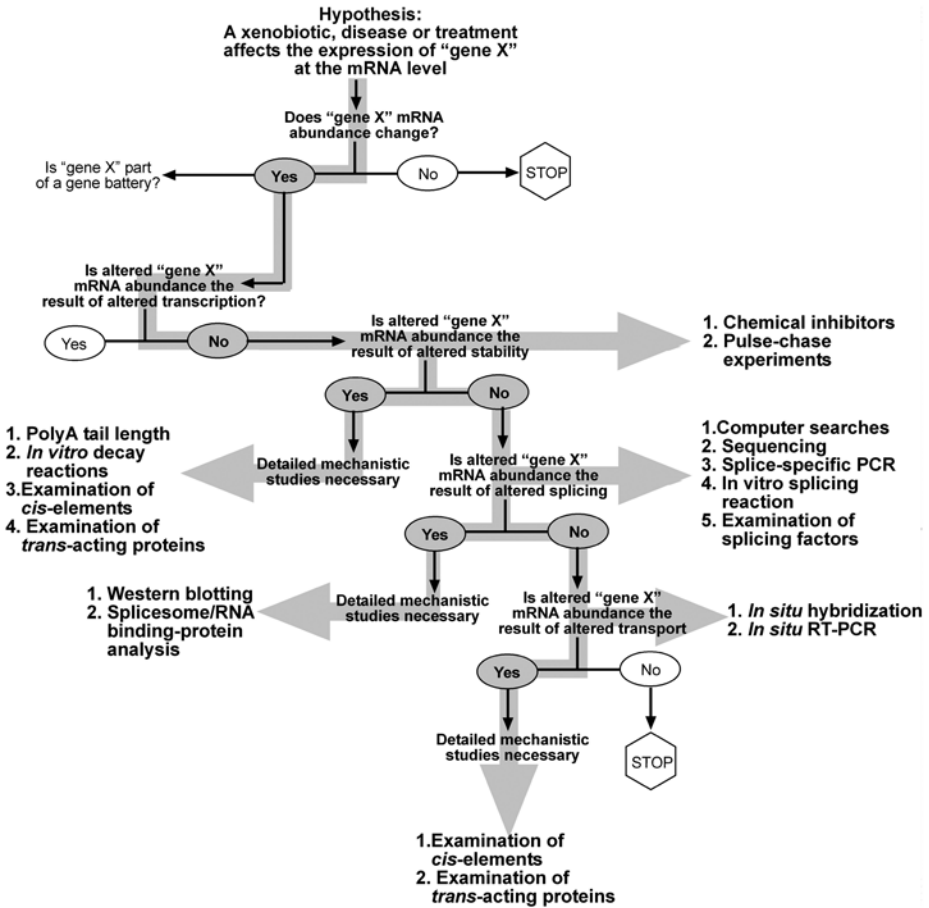 Hypothesis:
A xenobiotic, disease or treatment
affects the expression of “gene X”
at the mRNA level
Does “gene X” mRNA
abundance change?
Is “gene X” part
of a gene battery?
Yes
No
STOP
Is altered “gene X”
mRNA abundance the
result of altered transcription?
Yes
No
Is altered “gene X”
mRNA abundance the
result of altered stability
1. Chemical inhibitors
2. Pulse-chase
experiments
Yes
No
1. PolyA tail length
2. In vitro decay
reactions
3.Examination of
cis-elements
4. Examination of
trans-acting proteins
Detailed mechanistic
studies necessary
Is altered “gene X”
mRNA abundance the
result of altered splicing
1.Computer searches
2. Sequencing
3. Splice-specific PCR
4. In vitro splicing
reaction
5. Examination of
splicing factors
Yes
No
1. Western blotting
2. Splicesome/RNA
binding-protein
analysis
Detailed mechanistic
studies necessary
Is altered “gene X”
mRNA abundance the
result of altered transport
1. In situ hybridization
2. In situ RT-PCR
Yes
No
Detailed mechanistic
studies necessary
STOP
1.Examination of
cis-elements
2. Examination of
trans-acting proteins